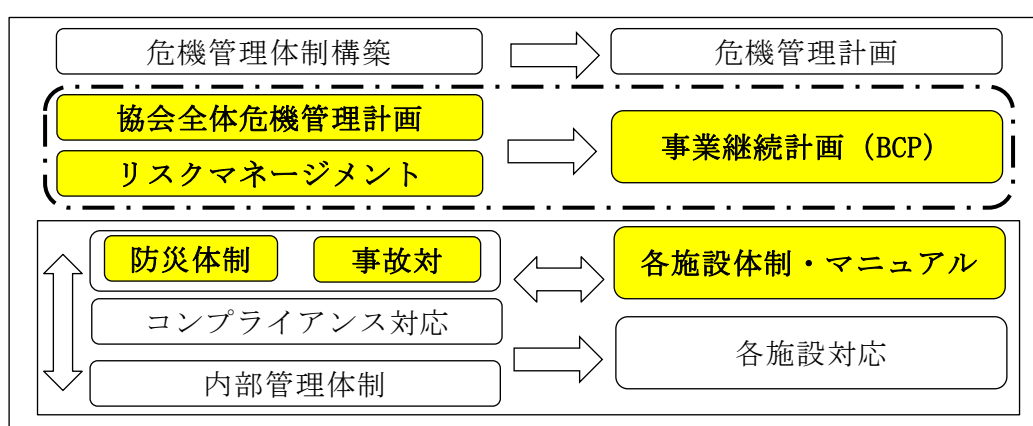 危機管理体制構築
危機管理計画
協会全体危機管理計画
リスクマネージメント
事業継続計画（BCP）
防災体制
事故対
各施設体制・マニュアル
コンプライアンス対応
内部管理体制
各施設対応